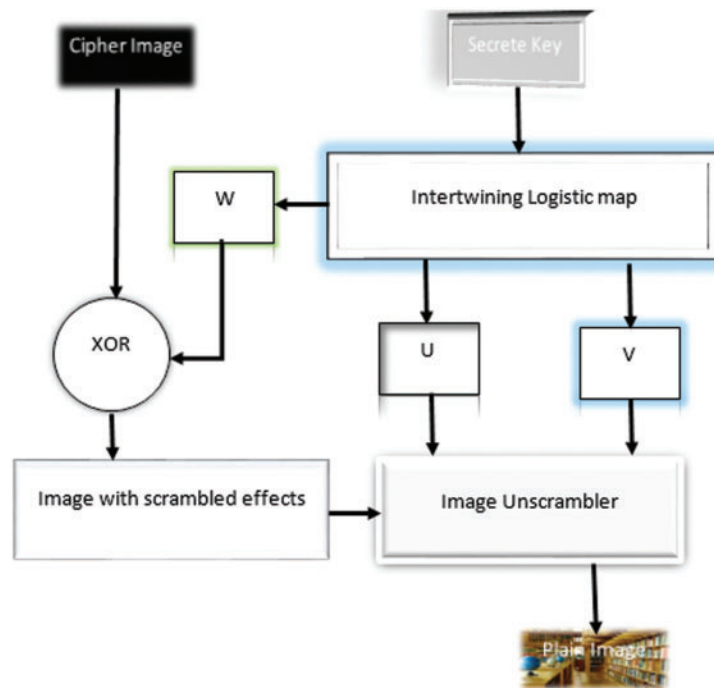 Cipher Image
Secrete Key
Intertwining Logistic map
W
XOR
U
V
Image with scrambled effects
Image Unscrambler
Plain Image